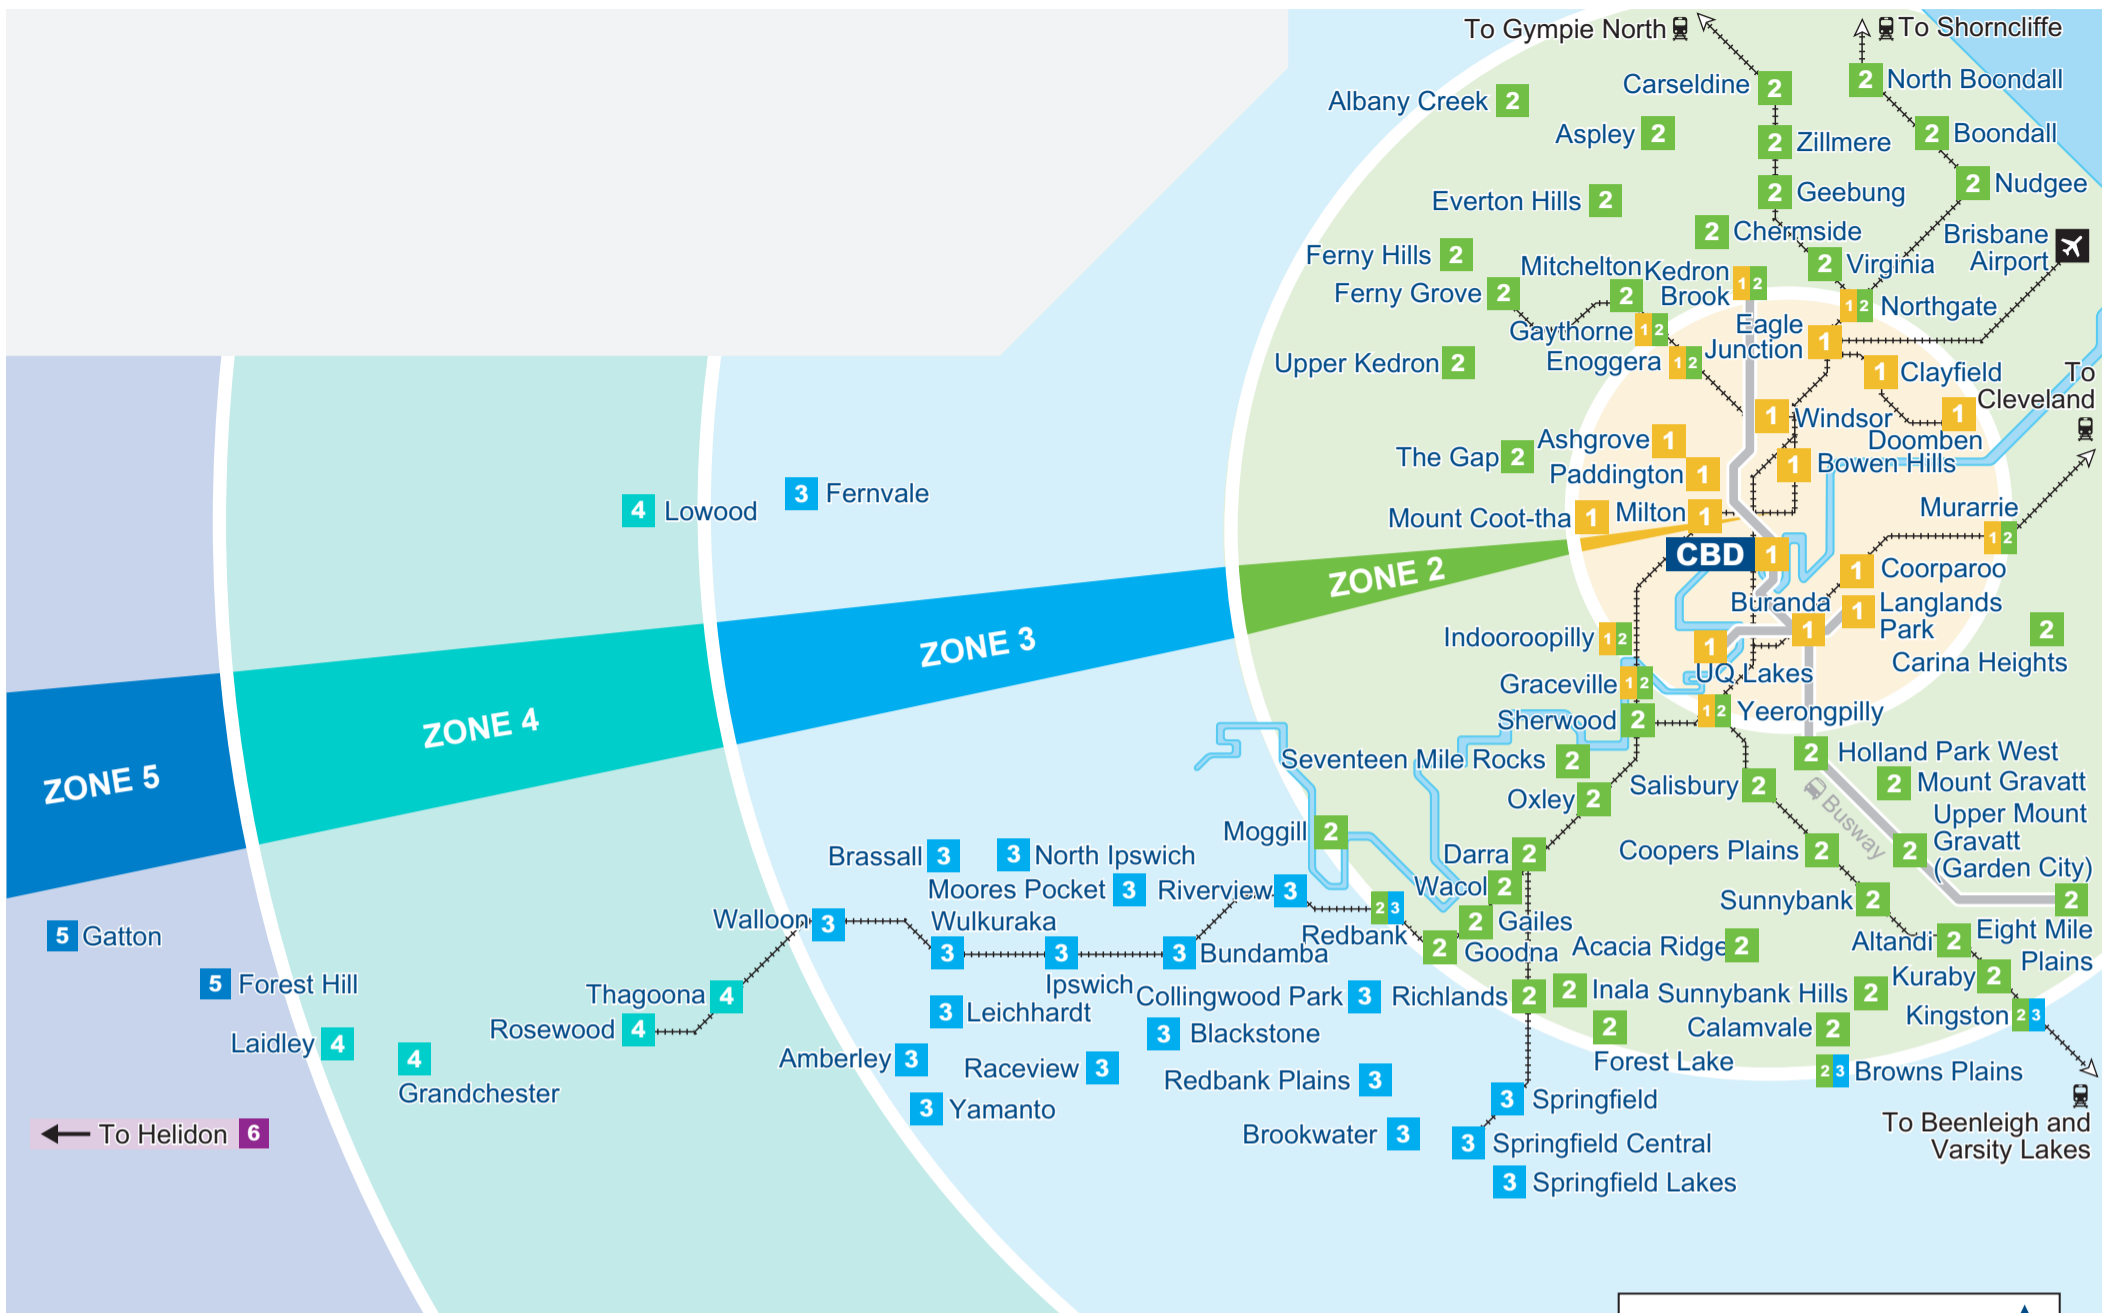 To Gympie North
To Shorncliffe
Carseldine 2
2 North Boondall
Albany Creek 2
Aspley 2
2 Zillmere
2 Boondall
2 Geebung
2 Nudgee
Everton Hills 2
2 Chermside
Brisbane
Airport
Ferny Hills 2
Mitchelton 2
Kedron
Brook 1 2
2 Virginia
Ferny Grove 2
1 2 Northgate
Gaythorne 1 2
Eagle
Junction 1
Enoggera 1 2
Upper Kedron 2
1 Clayfield
To
Cleveland
1 Windsor
1
Doomben
Ashgrove 1
The Gap 2
Paddington 1
1 Bowen Hills
4 Lowood
3 Fernvale
Mount Coot-tha 1
Milton 1
Murarrie
1 2
CBD 1
ZONE 2
1 Coorparoo
Buranda
1
1 Langlands
Park
ZONE 3
Indooroopilly 1 2
2
Carina Heights
1
UQ Lakes
Graceville 1 2
ZONE 4
Sherwood 2
1 2 Yeerongpilly
ZONE 5
Seventeen Mile Rocks 2
2 Holland Park West
2 Mount Gravatt
Oxley 2
Salisbury 2
Busway
Upper Mount
2 Gravatt
(Garden City)
Moggill 2
Brassall 3
3 North Ipswich
Darra 2
Coopers Plains 2
Moores Pocket 3
Riverview 3
Wacol 2
Sunnybank 2
2
Eight Mile
Plains
Walloon 3
Wulkuraka
3
2 3
Redbank
2 Gailes
5 Gatton
3
Ipswich
3 Bundamba
2 Goodna
Acacia Ridge 2
Altandi 2
5 Forest Hill
Thagoona 4
3 Leichhardt
Collingwood Park 3
Richlands 2
2 Inala
Sunnybank Hills 2
Kuraby 2
Rosewood 4
3 Blackstone
2
Forest Lake
Calamvale 2
Kingston 2 3
Laidley 4
4
Grandchester
Amberley 3
Raceview 3
Redbank Plains 3
2 3 Browns Plains
3 Yamanto
3 Springfield
To Helidon 6
Brookwater 3
3 Springfield Central
To Beenleigh and
Varsity Lakes
3 Springfield Lakes